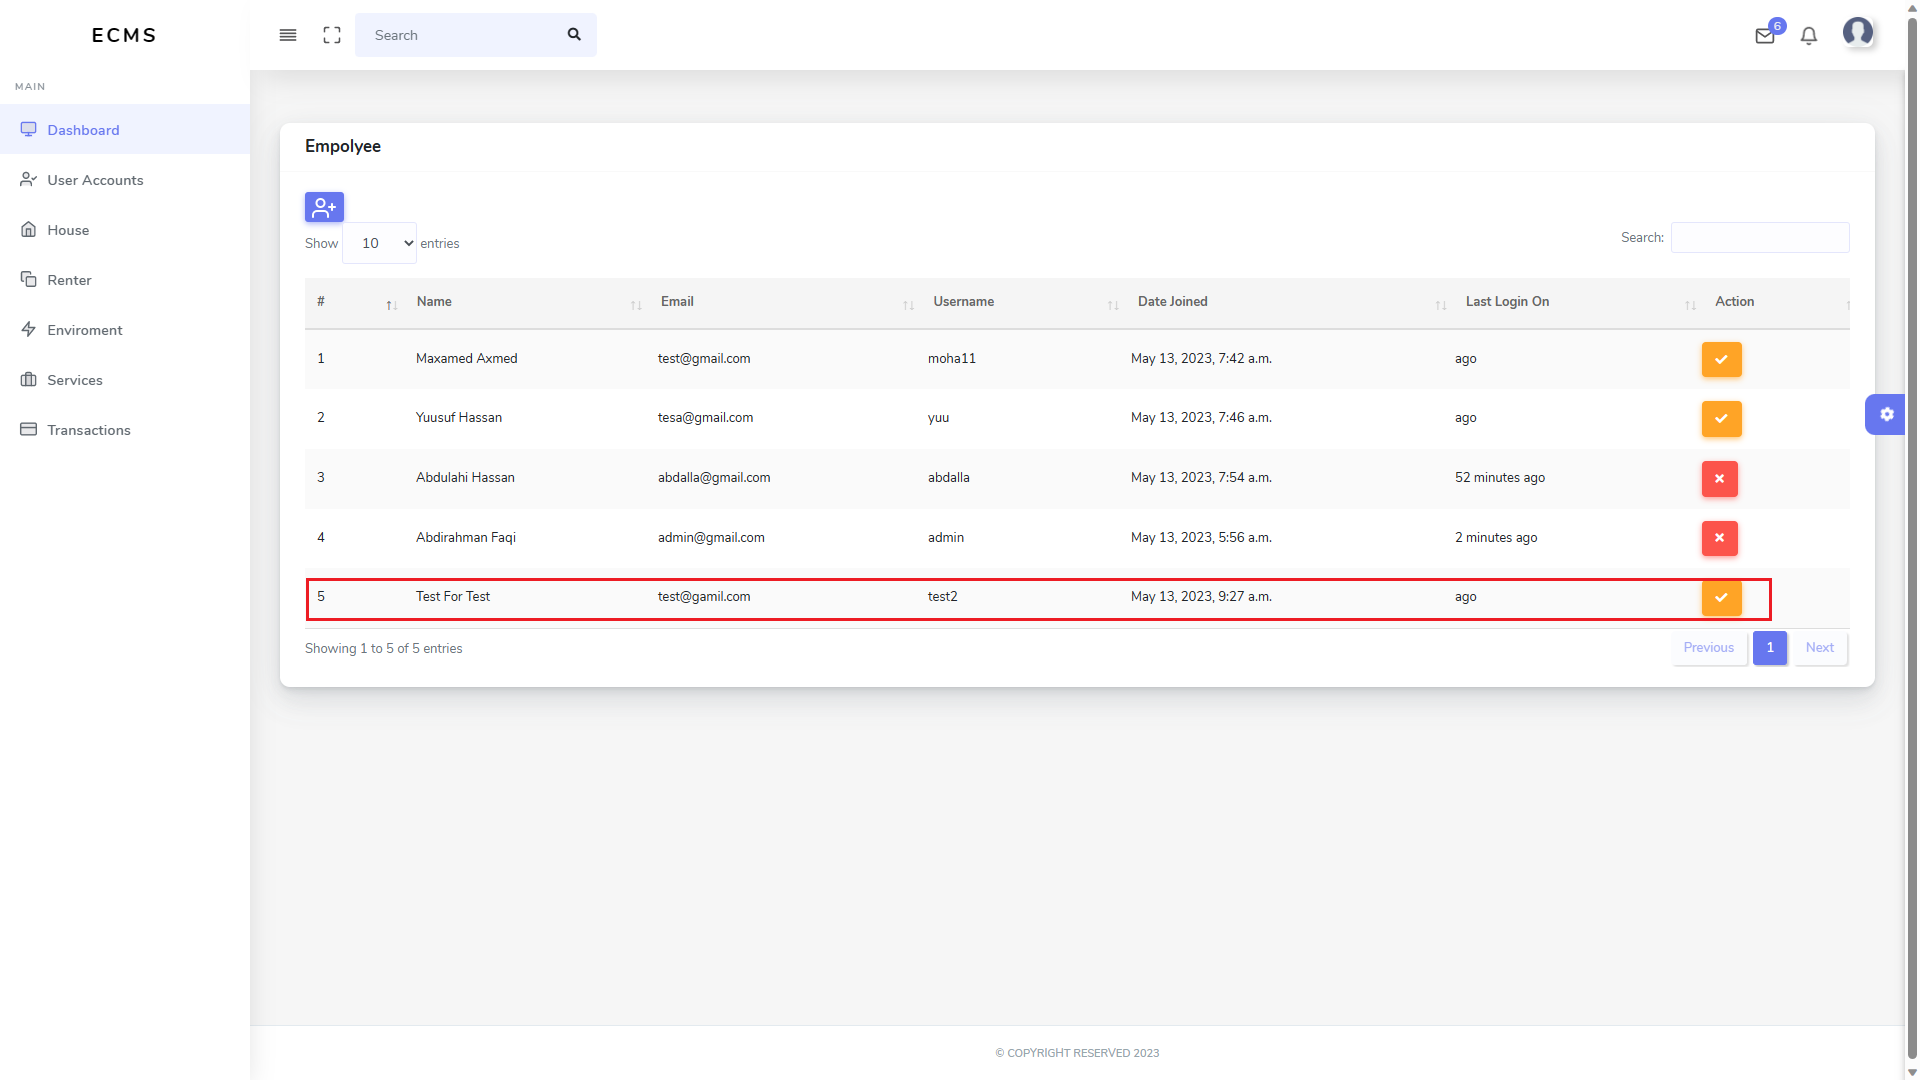 ECMS
Search
6
MAIN
Dashboard
User Accounts
House
Renter
Enviroment
Services
Transactions
Empolyee
Show 10 entries
Search:
# Name Email Username Date Joined Last Login On Action
1 Maxamed Axmed test@gmail.com moha11 May 13, 2023, 7:42 a.m. ago
2 Yuusuf Hassan tesa@gmail.com yuu May 13, 2023, 7:46 a.m. ago
3 Abdulahi Hassan abdalla@gmail.com abdalla May 13, 2023, 7:54 a.m. 52 minutes ago
4 Abdirahman Faqi admin@gmail.com admin May 13, 2023, 5:56 a.m. 2 minutes ago
5 Test For Test test@gamil.com test2 May 13, 2023, 9:27 a.m. ago
Showing 1 to 5 of 5 entries
Previous 1 Next
© COPYRIGHT RESERVED 2023